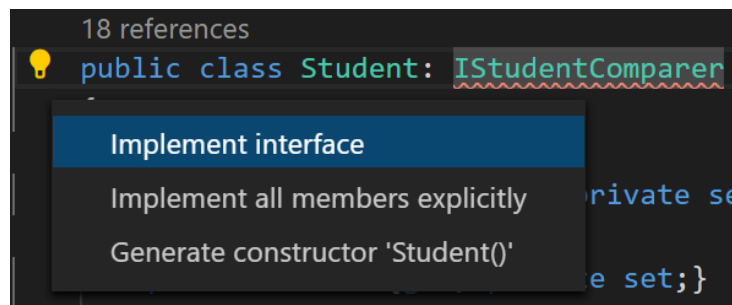 18 references
public class Student: IStudentComparer
Implement interface
Implement all members explicitly
rivate se
Generate constructor 'Student()'
e set;}